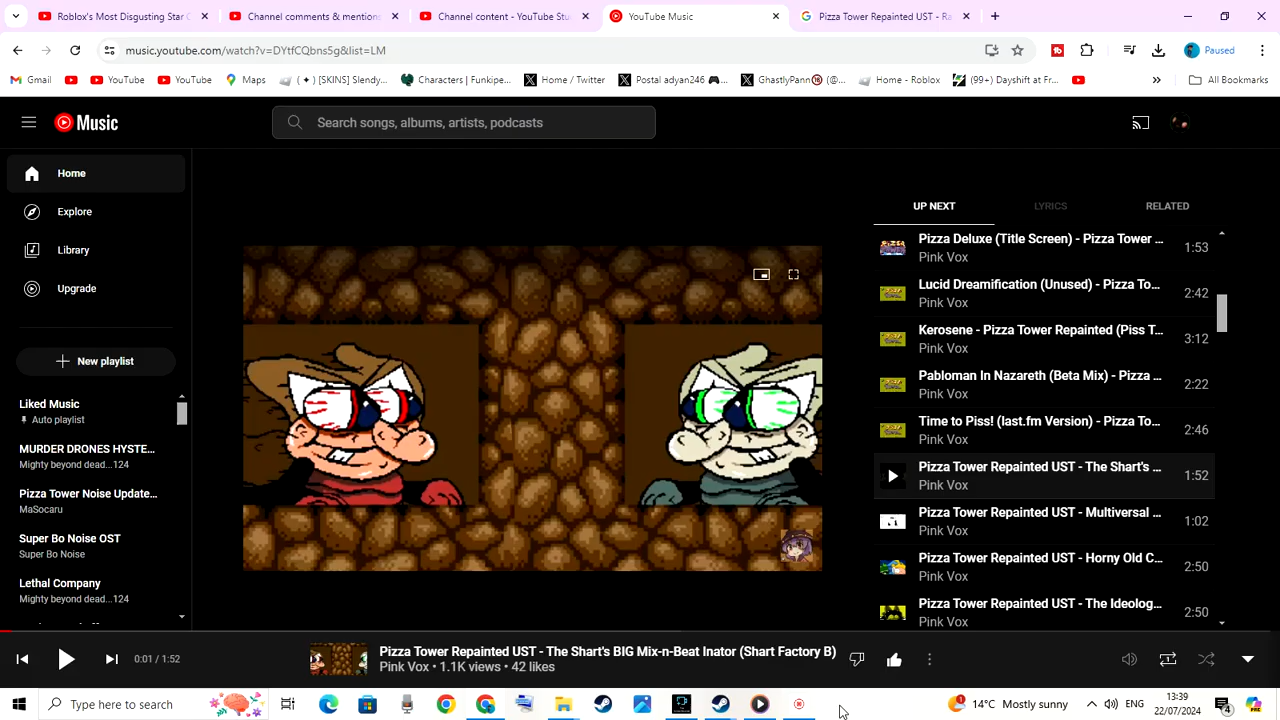 Roblox's Most Disgusting Star C
Channel comments & mentions
Channel content - YouTube Stu
YouTube Music
Pizza Tower Repainted UST - Ra
music.youtube.com/watch?v=DYtfCQbns5g&list=LM
Paused
Gmail
YouTube
YouTube
Maps
( ✦ ) [SKINS] Slendy...
Characters | Funkipe...
Home / Twitter
Postal adyan246
GhastlyPann🔞 (@...
Home - Roblox
(99+) Dayshift at Fr...
All Bookmarks
Music
Search songs, albums, artists, podcasts
Home
Explore
Library
Upgrade
New playlist
Liked Music
Auto playlist
MURDER DRONES HYSTE...
Mighty beyond dead...124
Pizza Tower Noise Update...
MaSocaru
Super Bo Noise OST
Super Bo Noise
Lethal Company
Mighty beyond dead...124
UP NEXT
LYRICS
RELATED
Pizza Deluxe (Title Screen) - Pizza Tower ...
Pink Vox
1:53
Lucid Dreamification (Unused) - Pizza To...
Pink Vox
2:42
Kerosene - Pizza Tower Repainted (Piss T...
Pink Vox
3:12
Pabloman In Nazareth (Beta Mix) - Pizza ...
Pink Vox
2:22
Time to Piss! (last.fm Version) - Pizza To...
Pink Vox
2:46
Pizza Tower Repainted UST - The Shart's ...
Pink Vox
1:52
Pizza Tower Repainted UST - Multiversal ...
Pink Vox
1:02
Pizza Tower Repainted UST - Horny Old C...
Pink Vox
2:50
Pizza Tower Repainted UST - The Ideolog...
Pink Vox
2:50
0:01 / 1:52
Pizza Tower Repainted UST - The Shart's BIG Mix-n-Beat Inator (Shart Factory B)
Pink Vox • 1.1K views • 42 likes
Type here to search
14°C Mostly sunny
ENG
13:39
22/07/2024
4